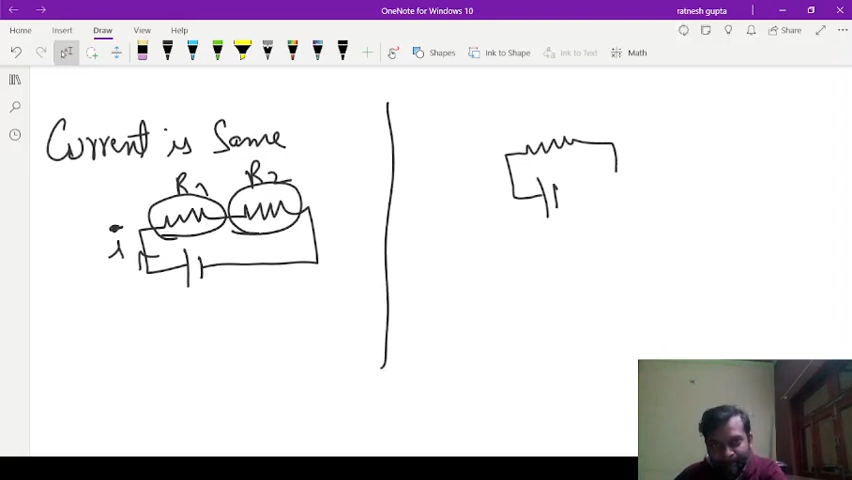 OneNote for Windows 10
ratnesh gupta
Home Insert Draw View Help
Shapes Ink to Shape Ink to Text Math
Share
Current is Same
R1 R2
i